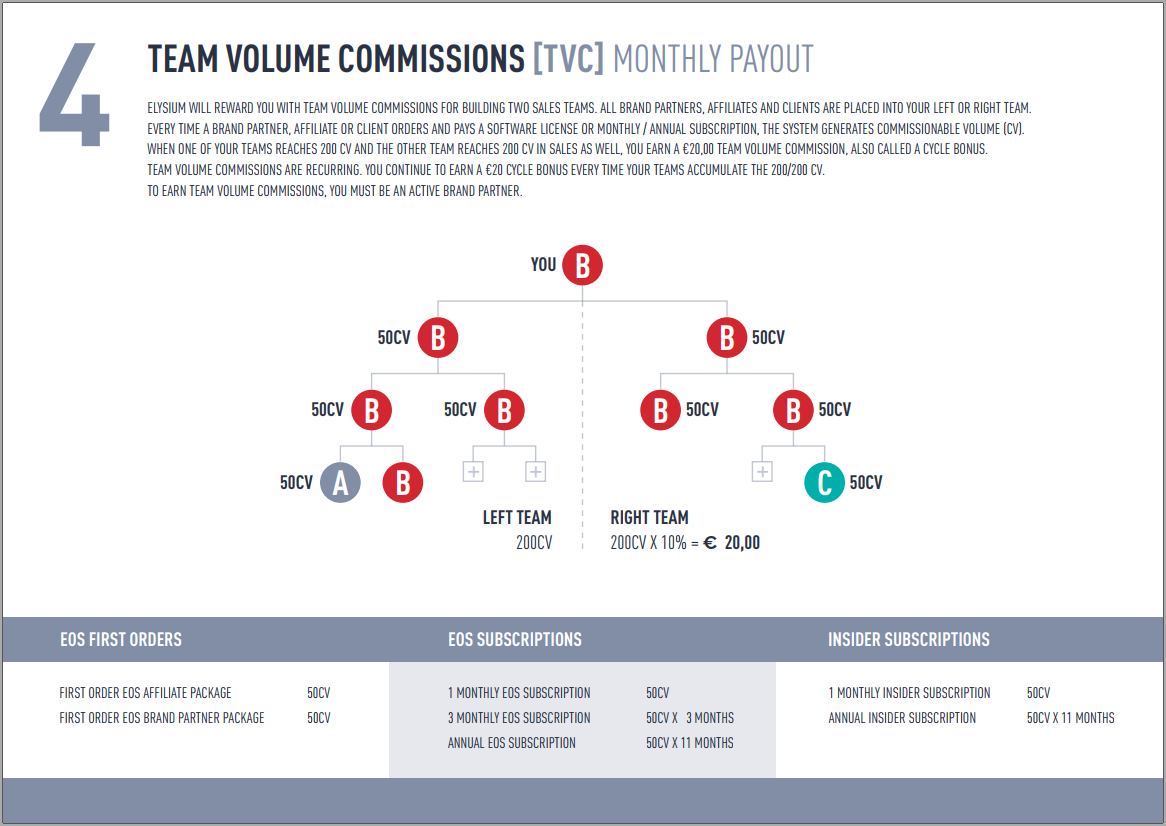 4
TEAM VOLUME COMMISSIONS [TVC] MONTHLY PAYOUT
ELYSIUM WILL REWARD YOU WITH TEAM VOLUME COMMISSIONS FOR BUILDING TWO SALES TEAMS. ALL BRAND PARTNERS, AFFILIATES AND CLIENTS ARE PLACED INTO YOUR LEFT OR RIGHT TEAM.
EVERY TIME A BRAND PARTNER, AFFILIATE OR CLIENT ORDERS AND PAYS A SOFTWARE LICENSE OR MONTHLY / ANNUAL SUBSCRIPTION, THE SYSTEM GENERATES COMMISSIONABLE VOLUME (CV).
WHEN ONE OF YOUR TEAMS REACHES 200 CV AND THE OTHER TEAM REACHES 200 CV IN SALES AS WELL, YOU EARN A €20,00 TEAM VOLUME COMMISSION, ALSO CALLED A CYCLE BONUS.
TEAM VOLUME COMMISSIONS ARE RECURRING. YOU CONTINUE TO EARN A €20 CYCLE BONUS EVERY TIME YOUR TEAMS ACCUMULATE THE 200/200 CV.
TO EARN TEAM VOLUME COMMISSIONS, YOU MUST BE AN ACTIVE BRAND PARTNER.
YOU B
50CV B B 50CV
50CV B 50CV B B 50CV B 50CV
50CV A B + + + C 50CV
LEFT TEAM RIGHT TEAM
200CV 200CV X 10% = € 20,00
EOS FIRST ORDERS EOS SUBSCRIPTIONS INSIDER SUBSCRIPTIONS
FIRST ORDER EOS AFFILIATE PACKAGE 50CV 1 MONTHLY EOS SUBSCRIPTION 50CV 1 MONTHLY INSIDER SUBSCRIPTION 50CV
FIRST ORDER EOS BRAND PARTNER PACKAGE 50CV 3 MONTHLY EOS SUBSCRIPTION 50CV X 3 MONTHS ANNUAL INSIDER SUBSCRIPTION 50CV X 11 MONTHS
ANNUAL EOS SUBSCRIPTION 50CV X 11 MONTHS